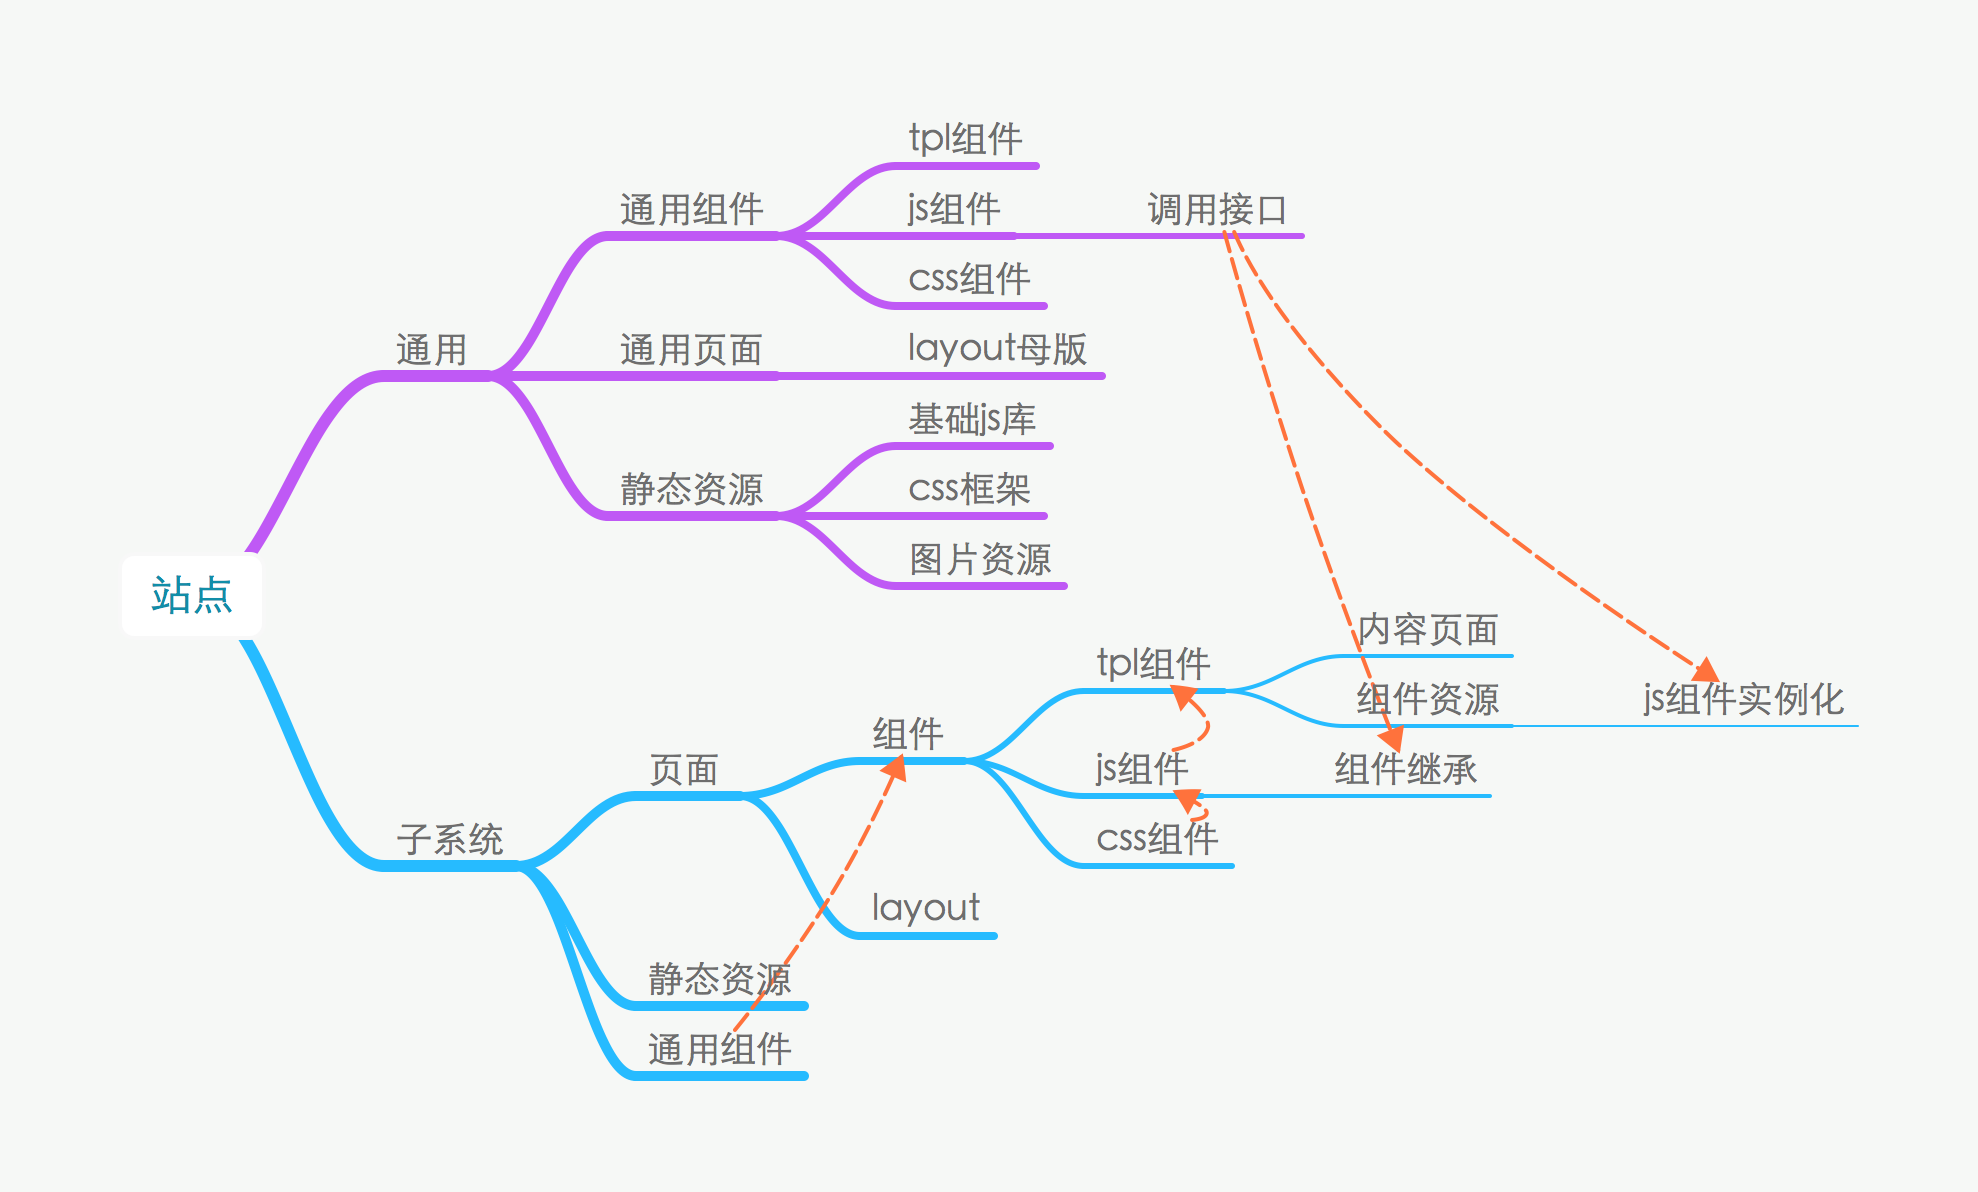 tpl组件
通用组件
js组件
调用接口
css组件
通用
通用页面
layout母版
基础js库
静态资源
css框架
图片资源
站点
内容页面
tpl组件
组件资源
js组件实例化
组件
页面
js组件
组件继承
子系统
css组件
layout
静态资源
通用组件